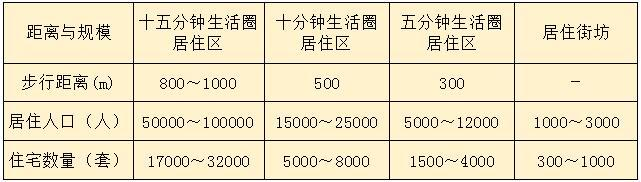 距离与规模 十五分钟生活圈居住区 十分钟生活圈居住区 五分钟生活圈居住区 居住街坊
步行距离(m) 800～1000 500 300 －
居住人口（人） 50000～100000 15000～25000 5000～12000 1000～3000
住宅数量（套） 17000～32000 5000～8000 1500～4000 300～1000